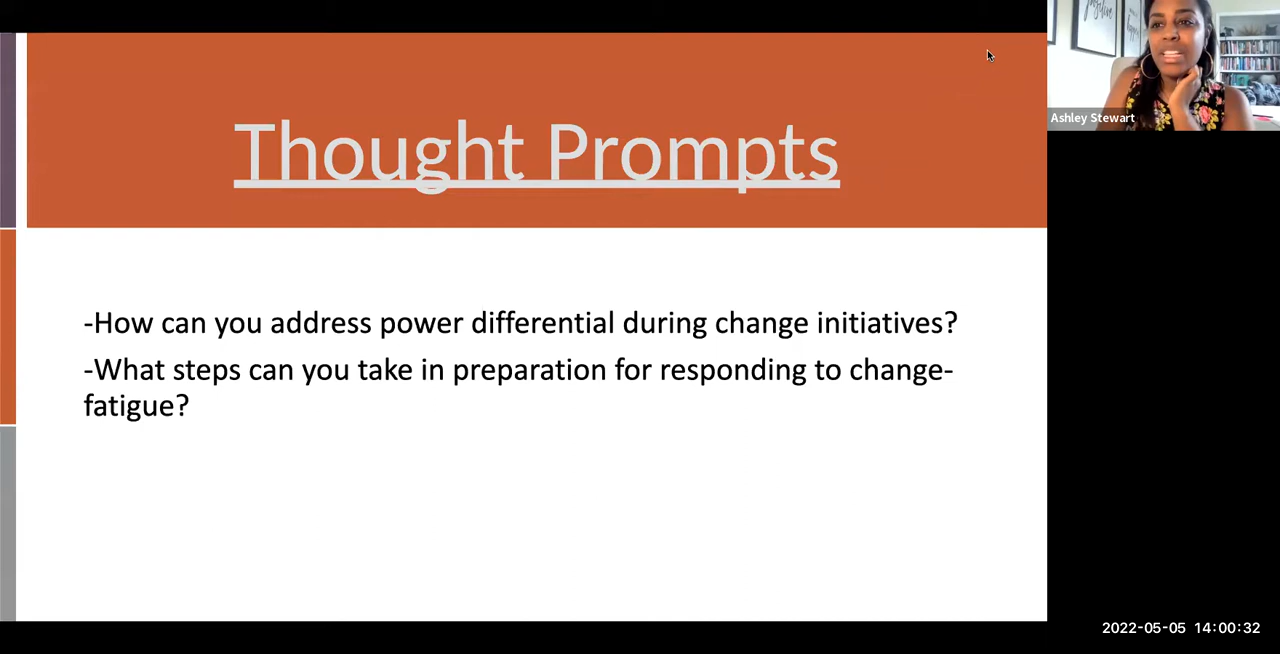 Thought Prompts
-How can you address power differential during change initiatives?
-What steps can you take in preparation for responding to change-
fatigue?
Ashley Stewart
2022-05-05 14:00:32